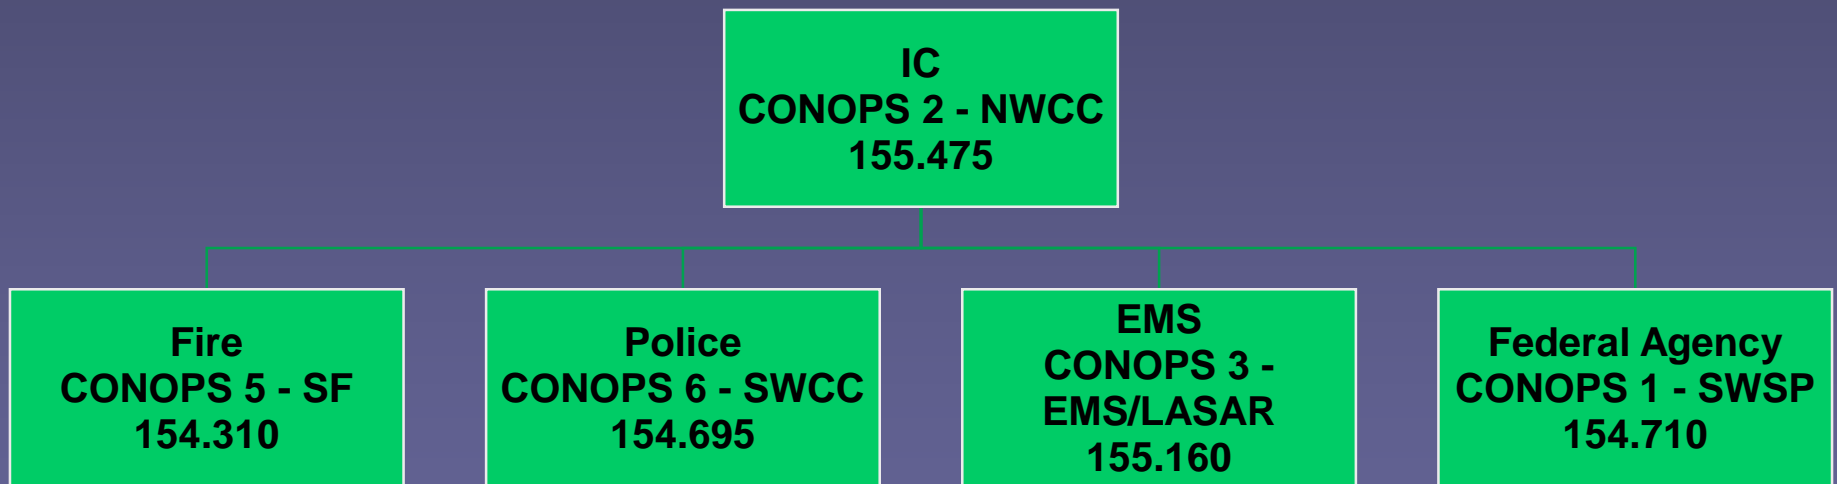 IC
CONOPS 2 - NWCC
155.475
Fire
CONOPS 5 - SF
154.310
Police
CONOPS 6 - SWCC
154.695
EMS
CONOPS 3 -
EMS/LASAR
155.160
Federal Agency
CONOPS 1 - SWSP
154.710